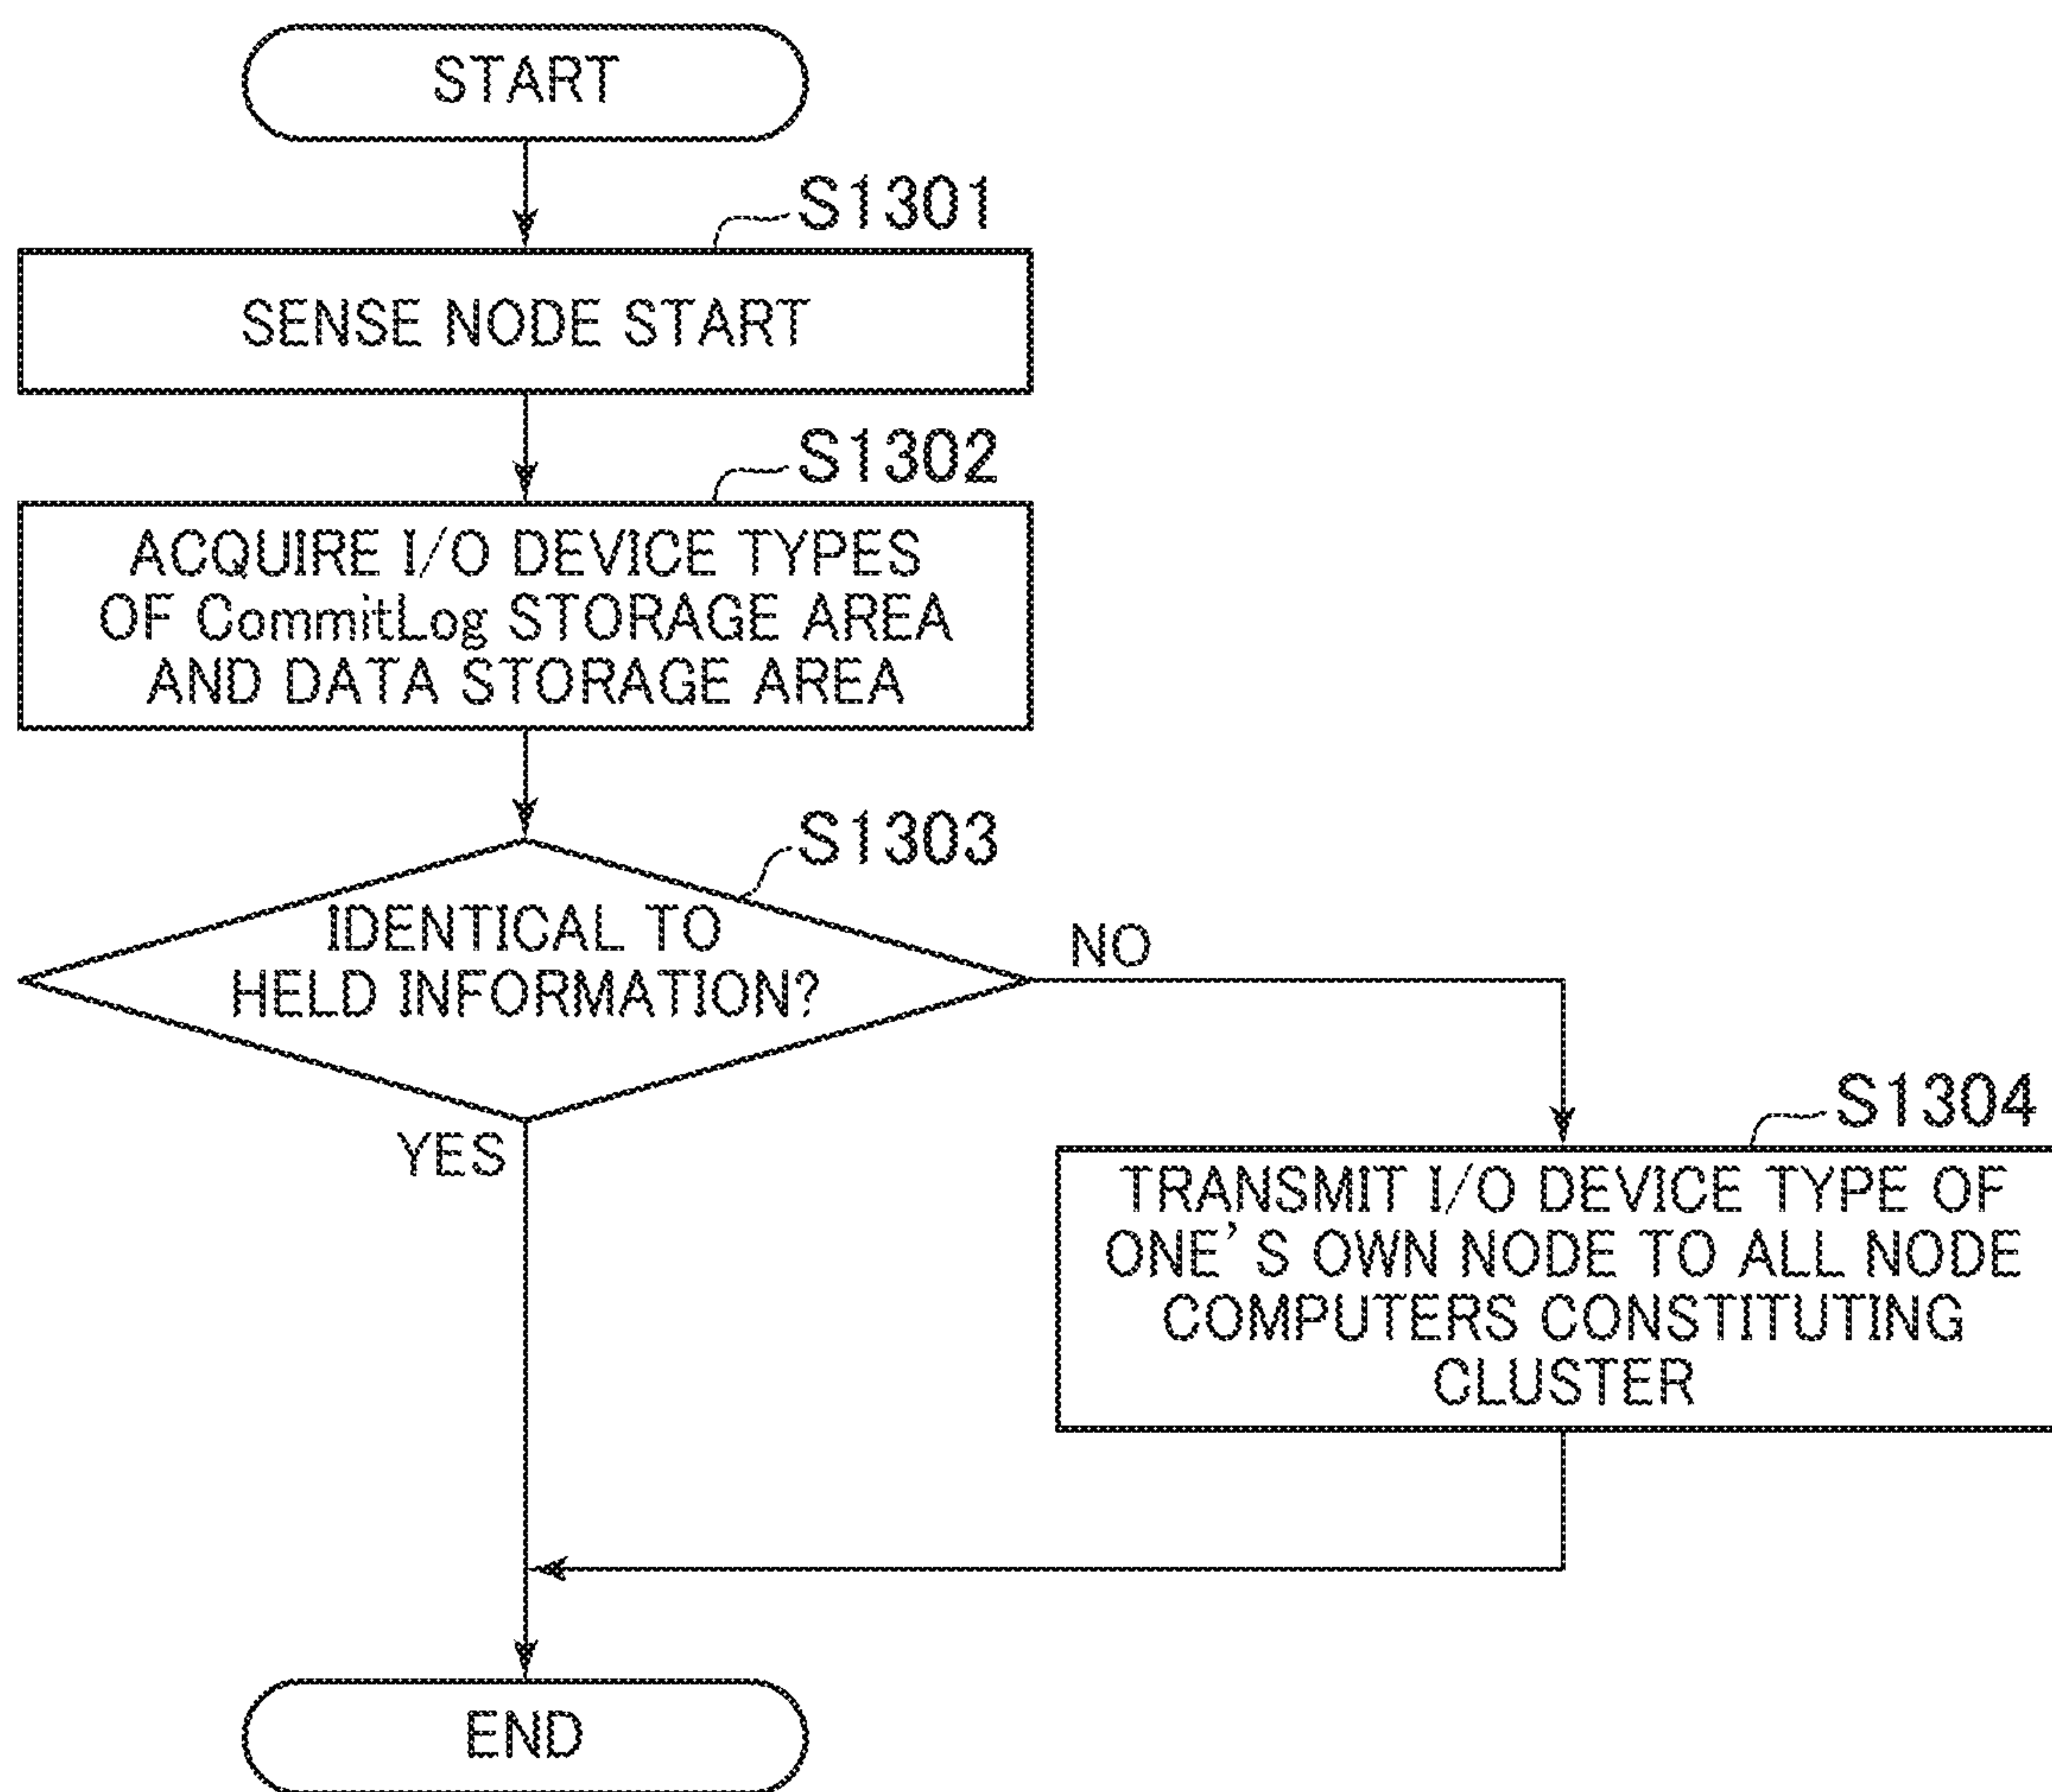 START
S1301
SENSE NODE START
S1302
ACQUIRE I/O DEVICE TYPES
OF CommitLog STORAGE AREA
AND DATA STORAGE AREA
S1303
IDENTICAL TO
HELD INFORMATION?
NO
YES
S1304
TRANSMIT I/O DEVICE TYPE OF
ONE'S OWN NODE TO ALL NODE
COMPUTERS CONSTITUTING
CLUSTER
END